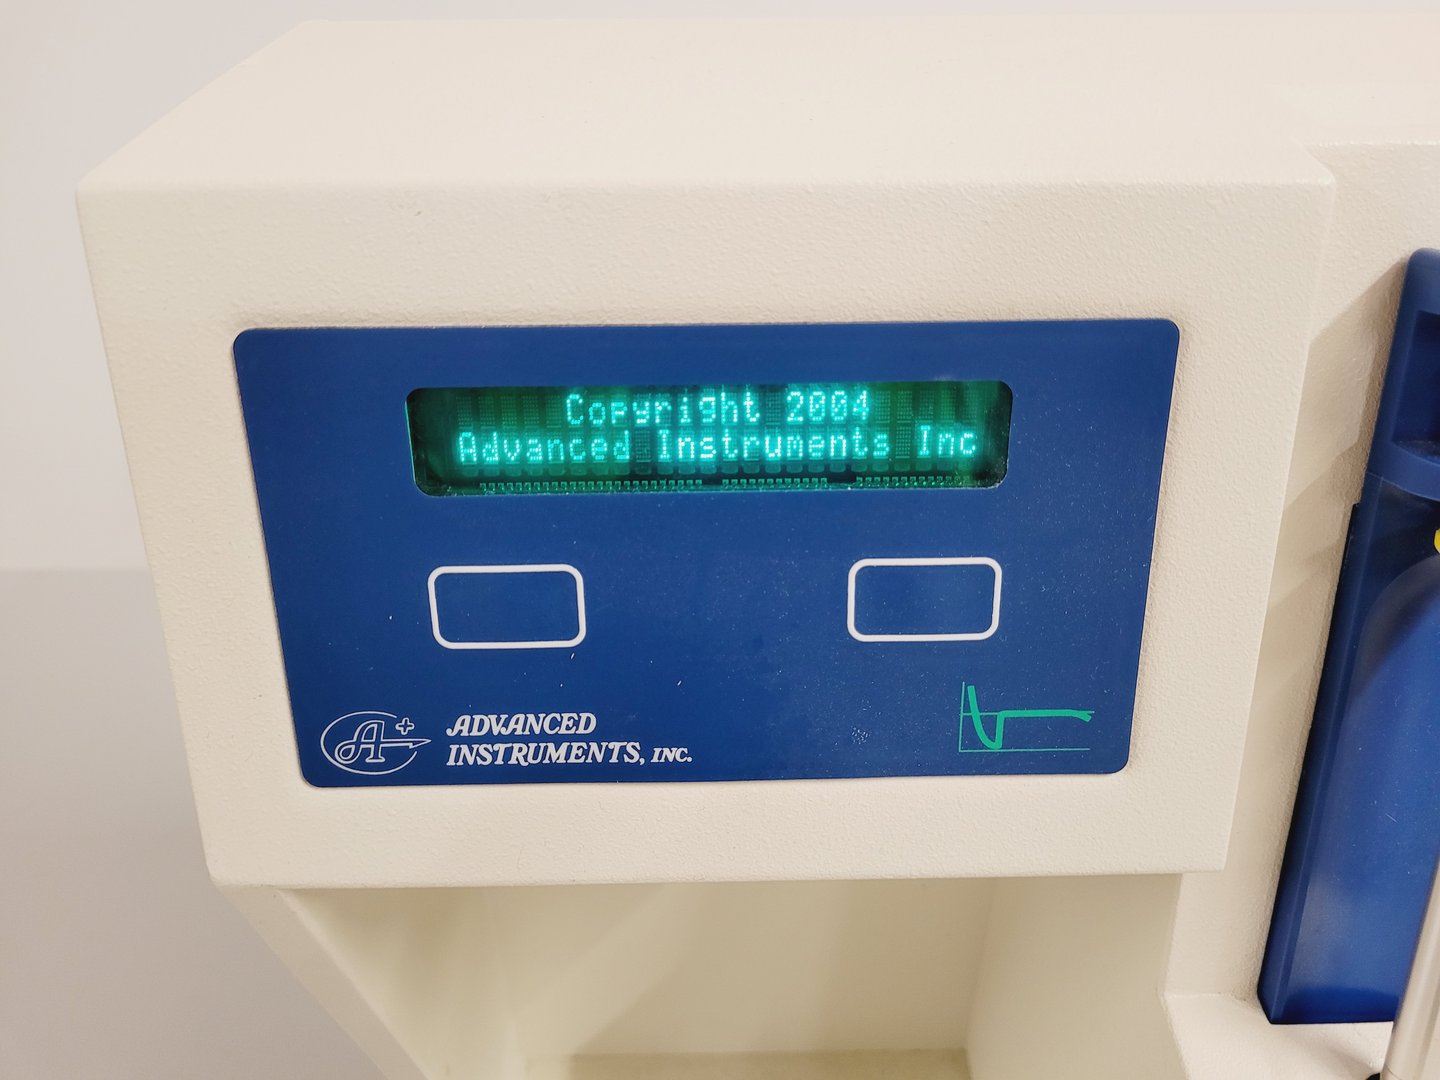 Copyright 2004
Advanced Instruments Inc
A+
ADVANCED
INSTRUMENTS, INC.